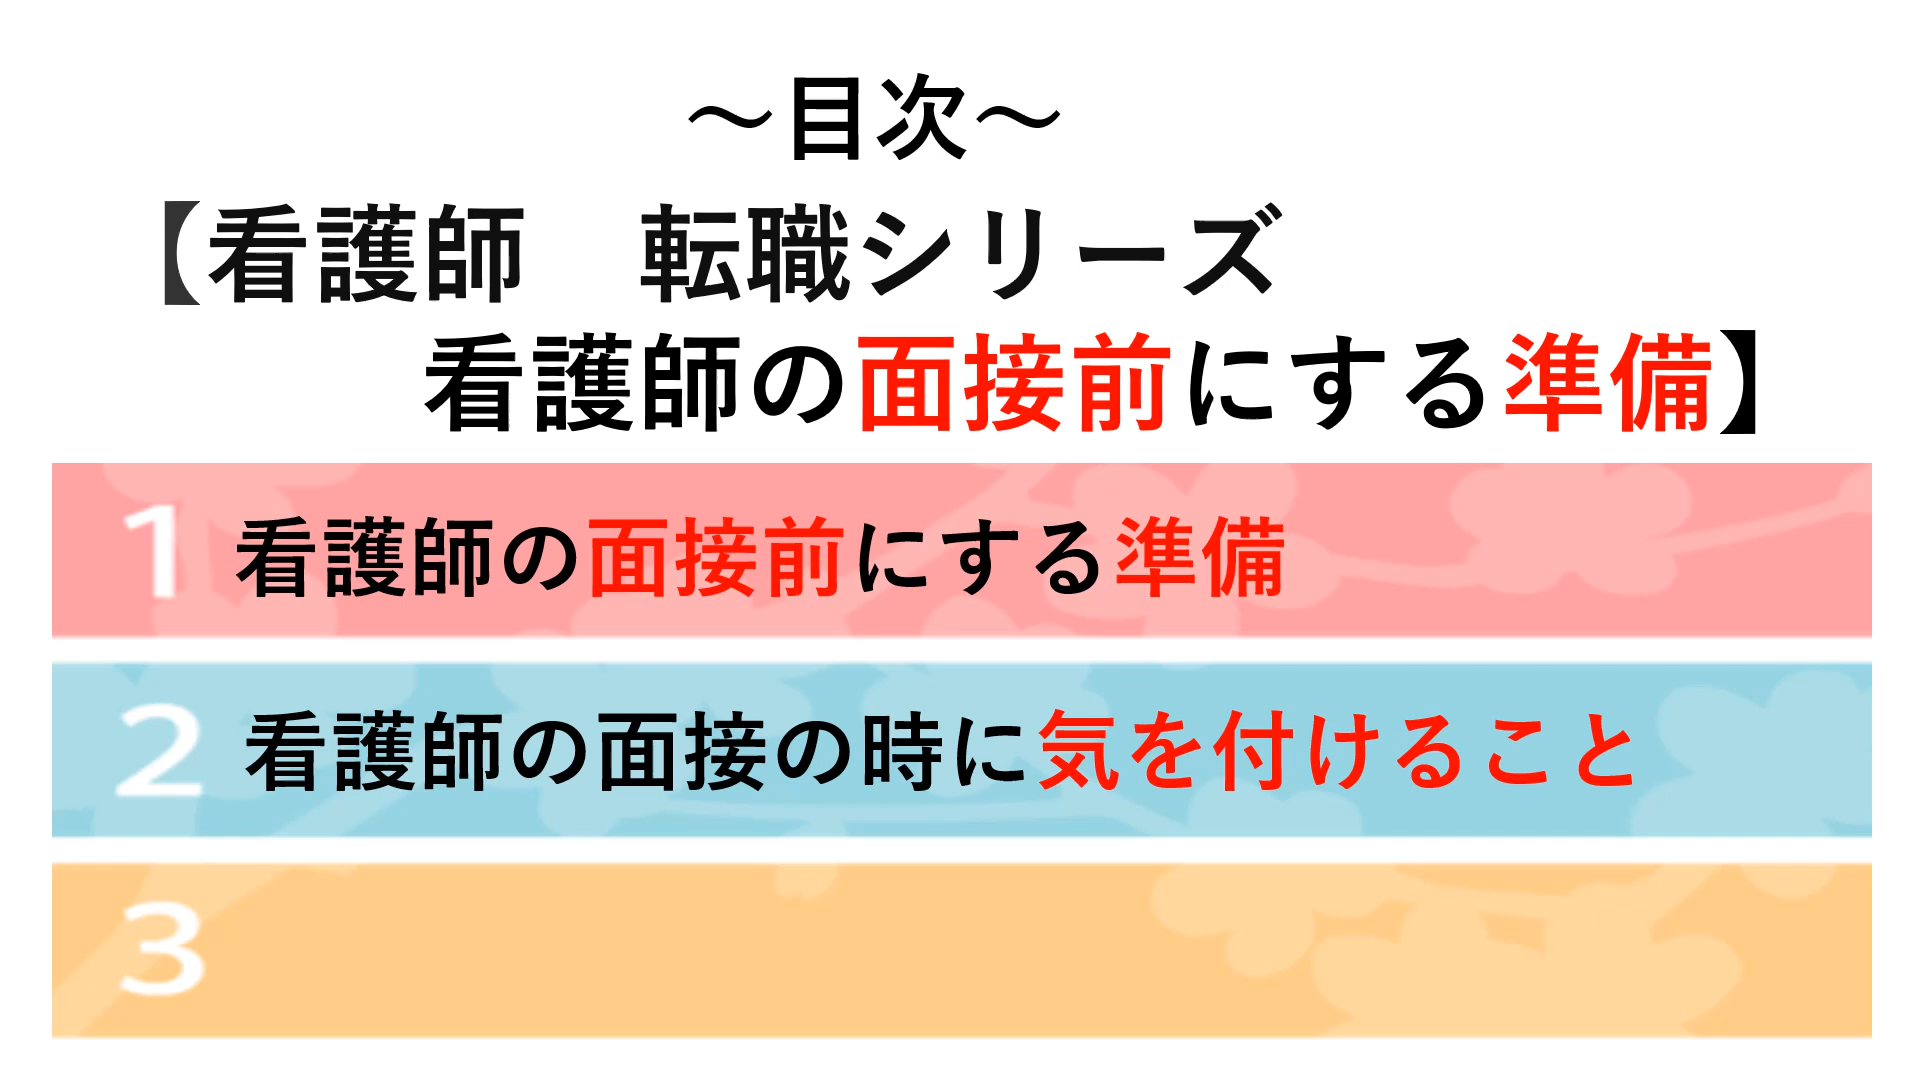 ～目次～
【看護師　転職シリーズ
看護師の面接前にする準備】
1 看護師の面接前にする準備
2 看護師の面接の時に気を付けること
3